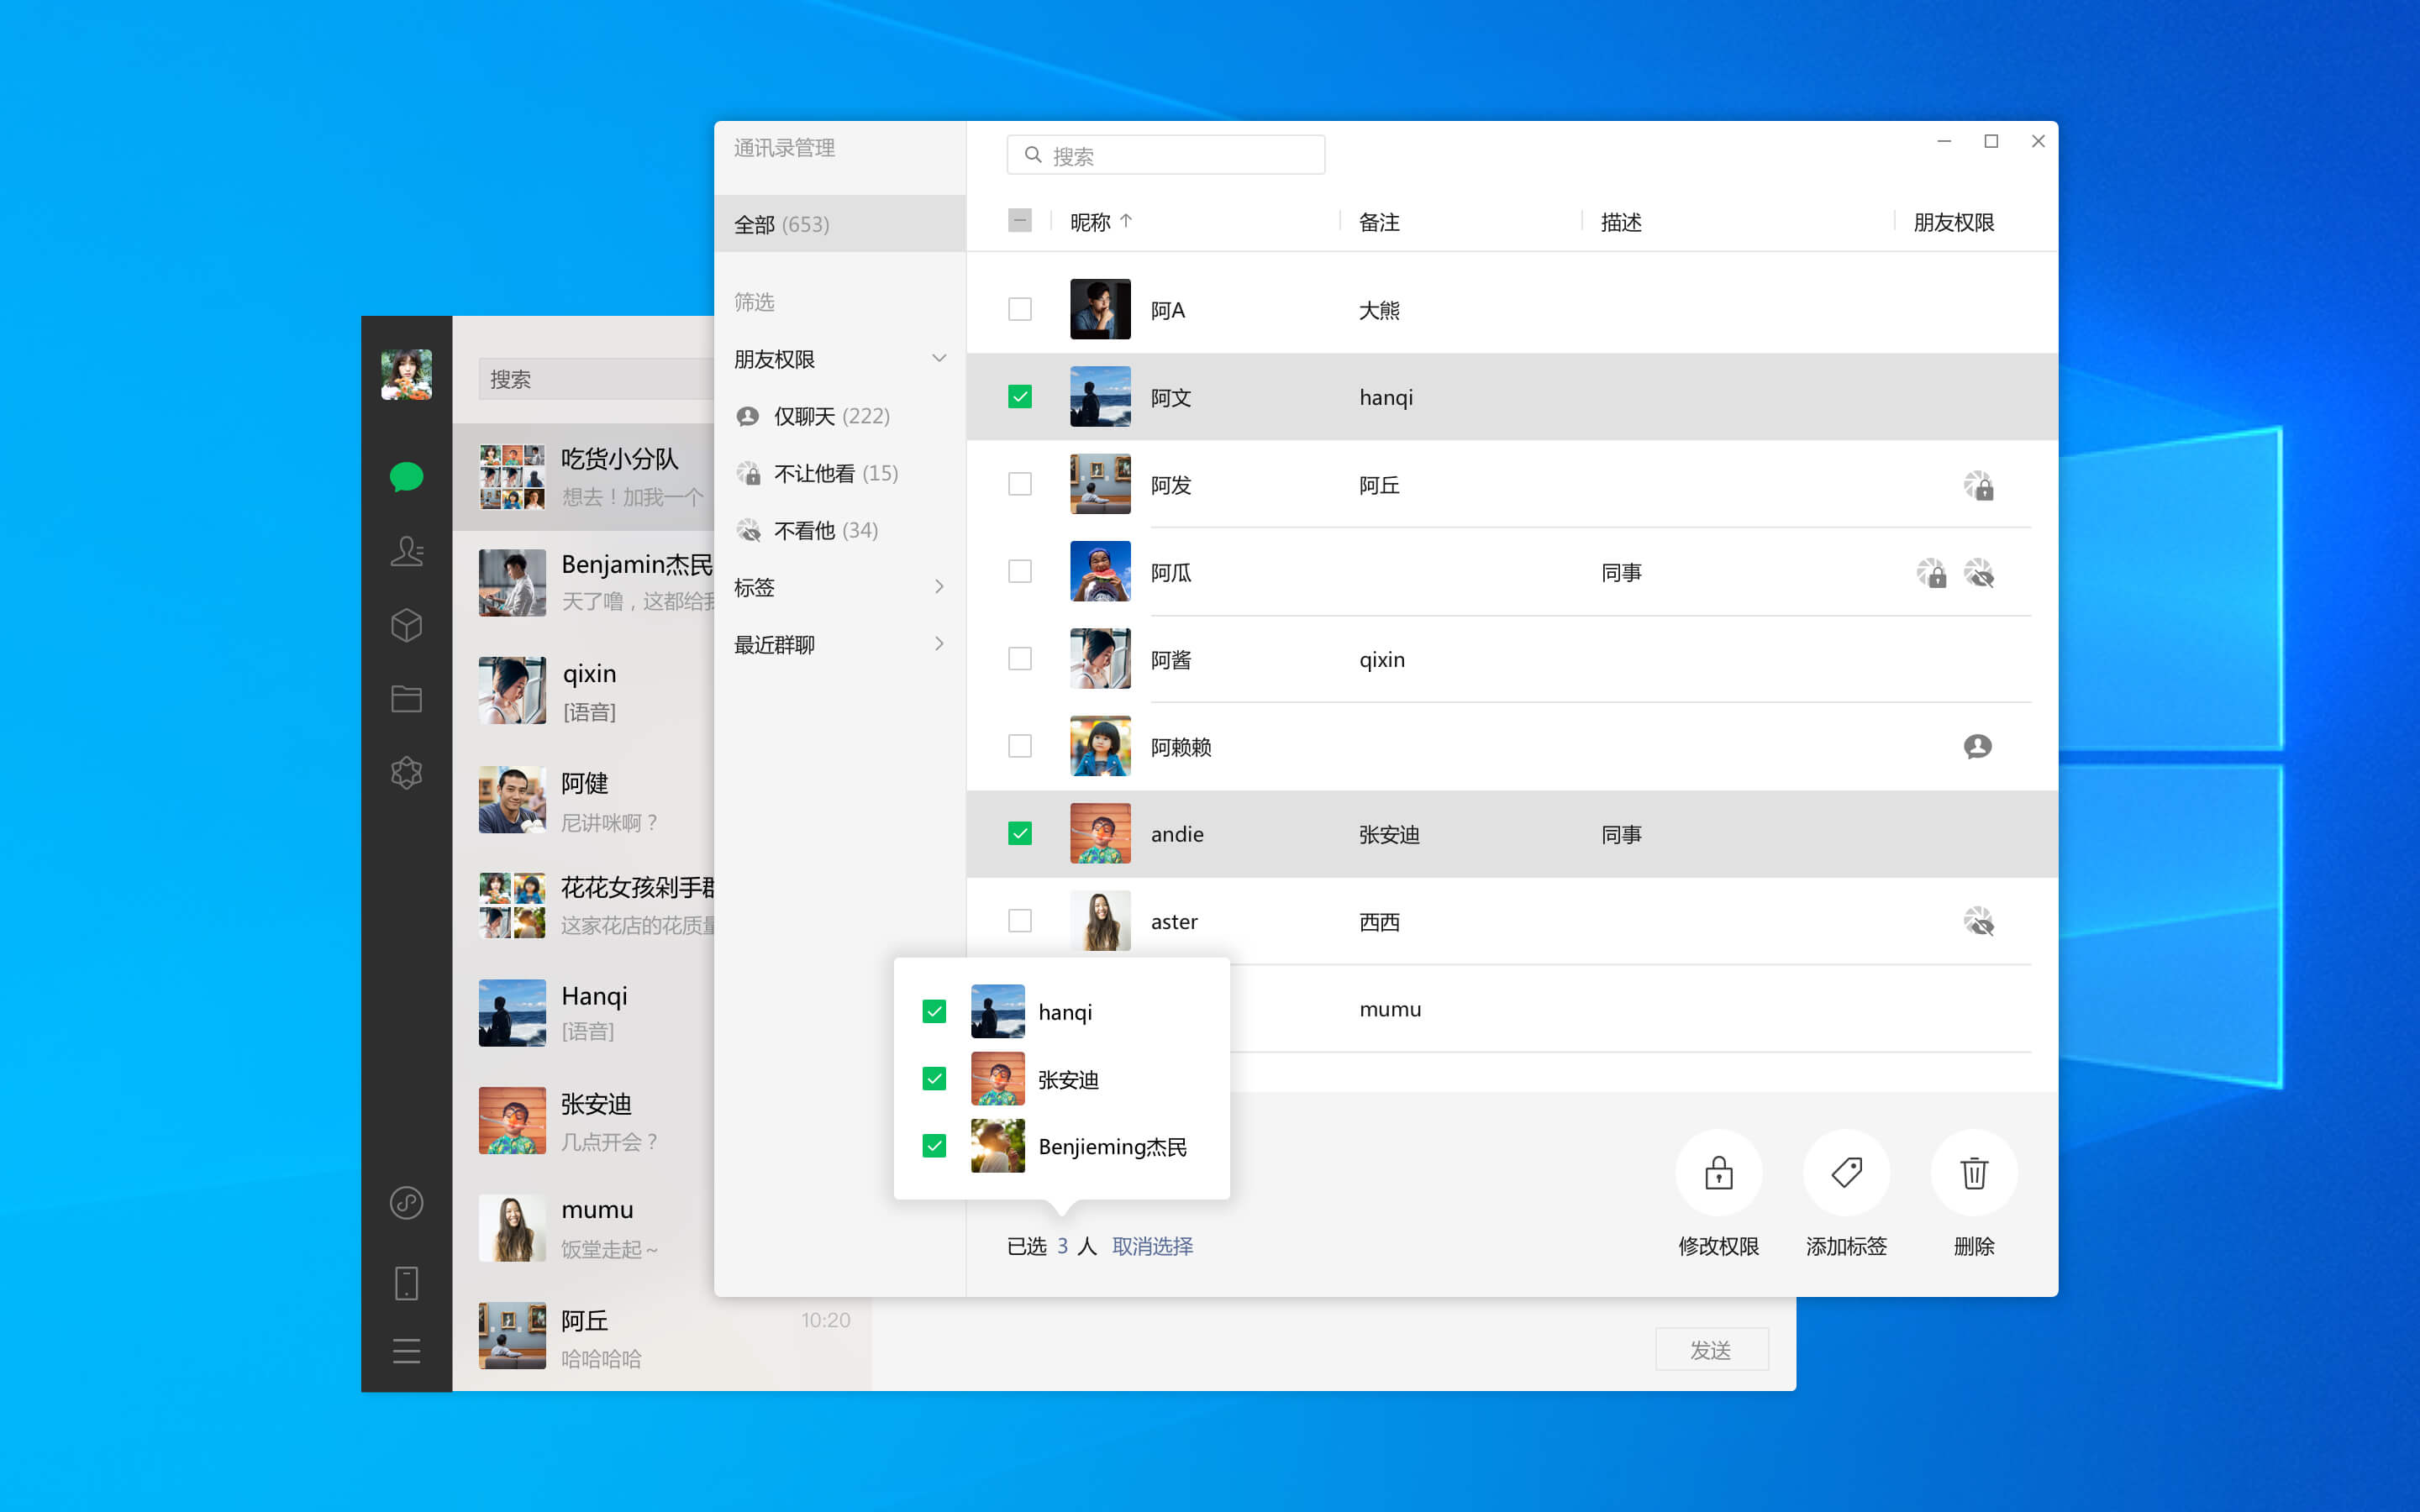 通讯录管理
搜索
全部 (653)
昵称
备注
描述
朋友权限
筛选
朋友权限
仅聊天 (222)
不让他看 (15)
不看他 (34)
标签
最近群聊
阿A
大熊
阿文
hanqi
阿发
阿丘
阿瓜
同事
阿酱
qixin
阿赖赖
andie
张安迪
同事
aster
西西
mumu
hanqi
张安迪
Benjieming杰民
已选 3 人 取消选择
修改权限
添加标签
删除
搜索
吃货小分队
想去！加我一个
Benjamin杰民
天了噜，这都给
qixin
[语音]
阿健
尼讲咪啊？
花花女孩剁手群
这家花店的花质量
Hanqi
[语音]
张安迪
几点开会？
mumu
饭堂走起～
阿丘
10:20
哈哈哈哈
发送